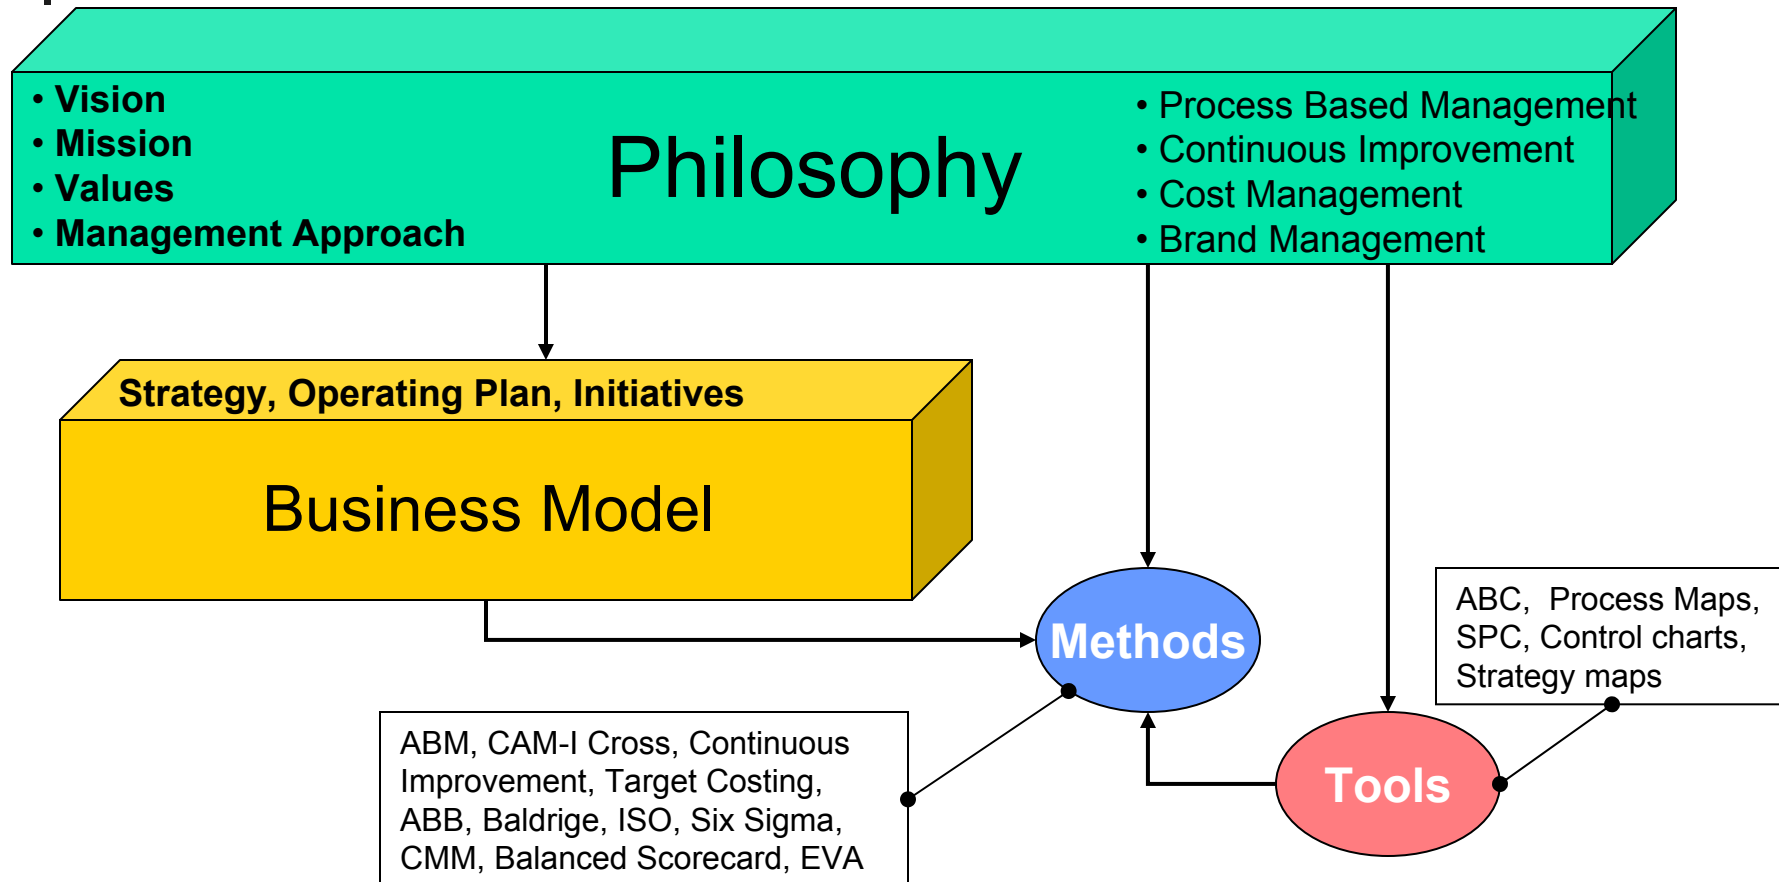 • Vision
• Mission
• Values
• Management Approach
Philosophy
• Process Based Management
• Continuous Improvement
• Cost Management
• Brand Management
Strategy, Operating Plan, Initiatives
Business Model
Methods
ABC, Process Maps,
SPC, Control charts,
Strategy maps
Tools
ABM, CAM-I Cross, Continuous
Improvement, Target Costing,
ABB, Baldrige, ISO, Six Sigma,
CMM, Balanced Scorecard, EVA